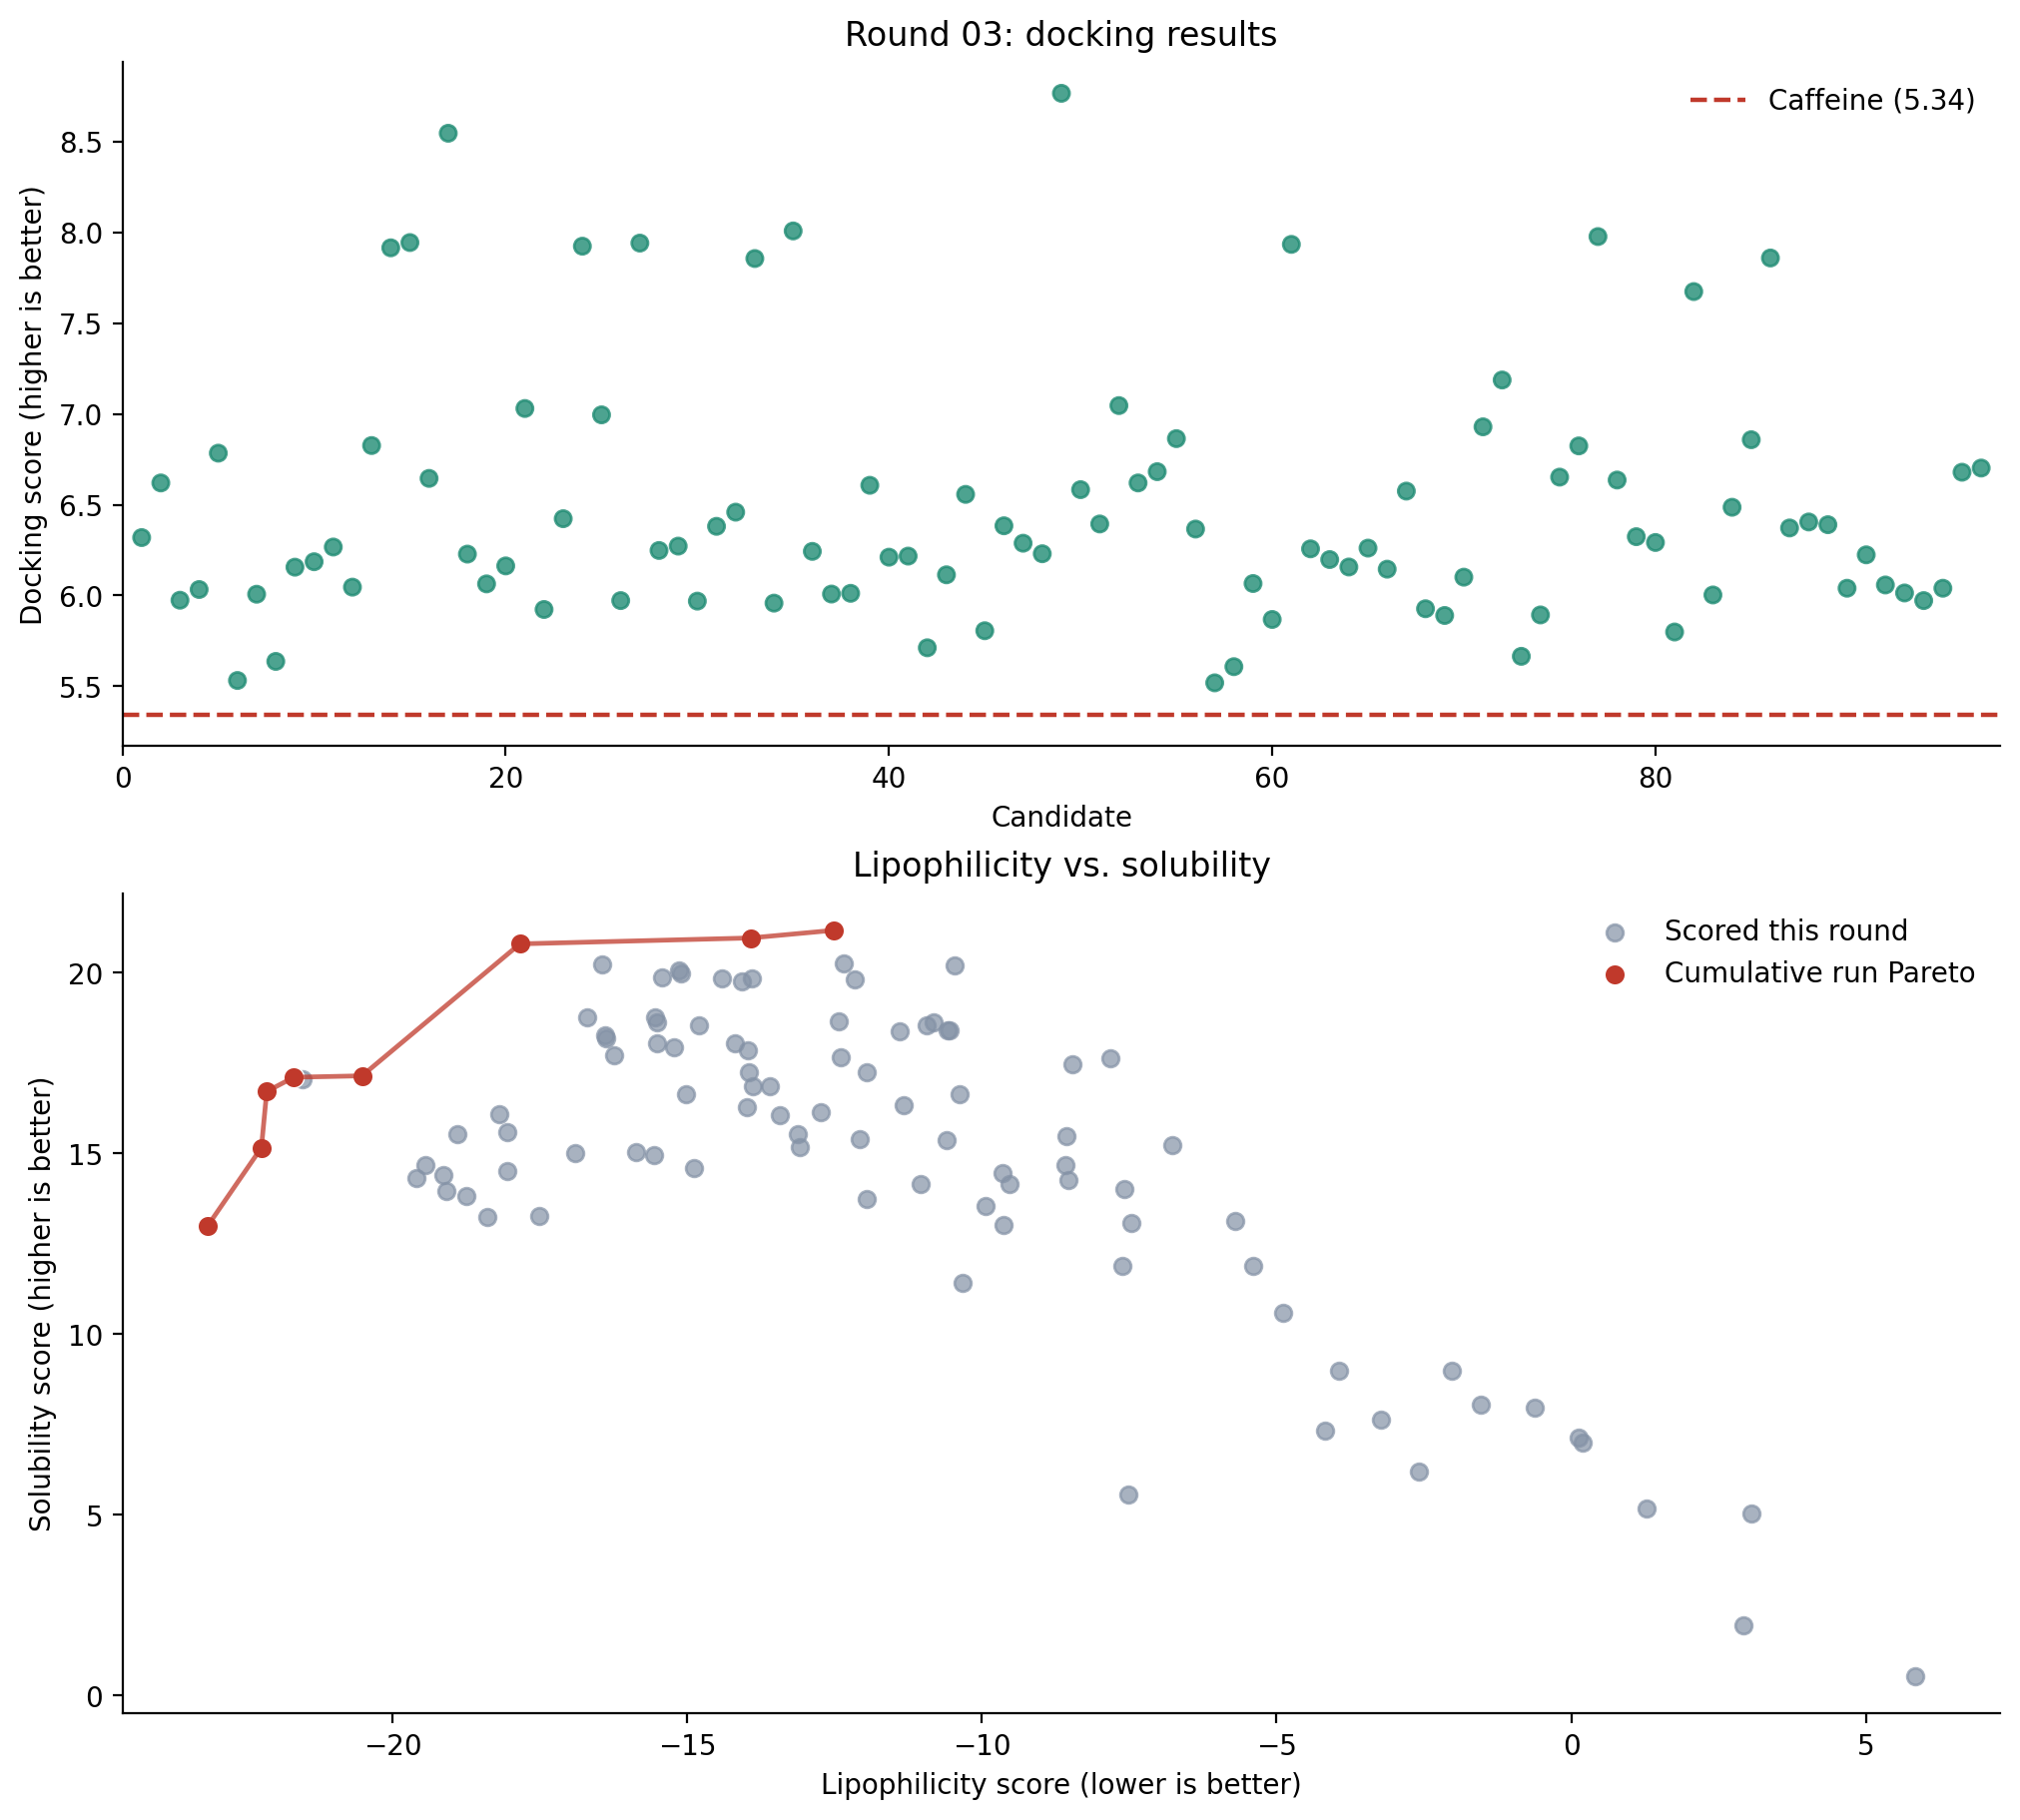 Round 03: docking results
Caffeine (5.34)
Docking score (higher is better)
8.5
8.0
7.5
7.0
6.5
6.0
5.5
0 20 40 60 80
Candidate
Lipophilicity vs. solubility
Scored this round
Cumulative run Pareto
Solubility score (higher is better)
20
15
10
5
0
−20 −15 −10 −5 0 5
Lipophilicity score (lower is better)